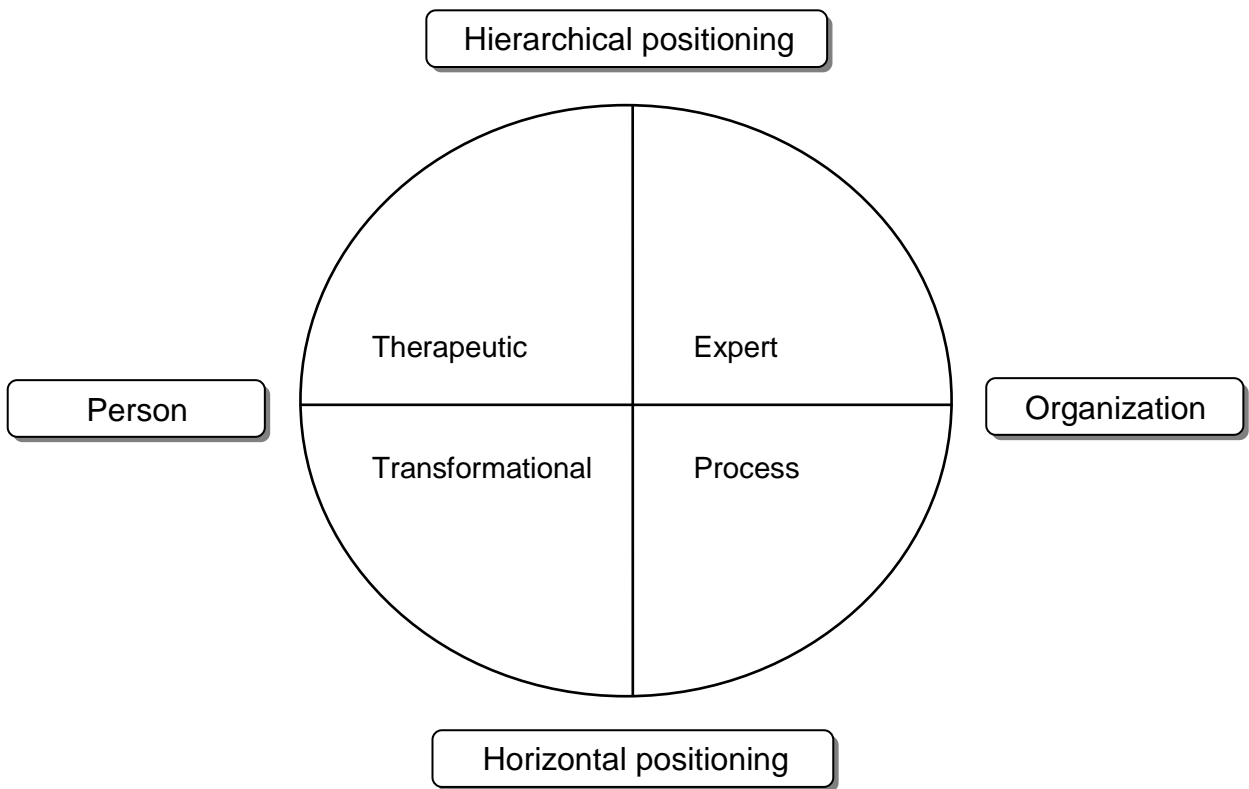 Hierarchical positioning
Therapeutic
Expert
Person
Organization
Transformational
Process
Horizontal positioning